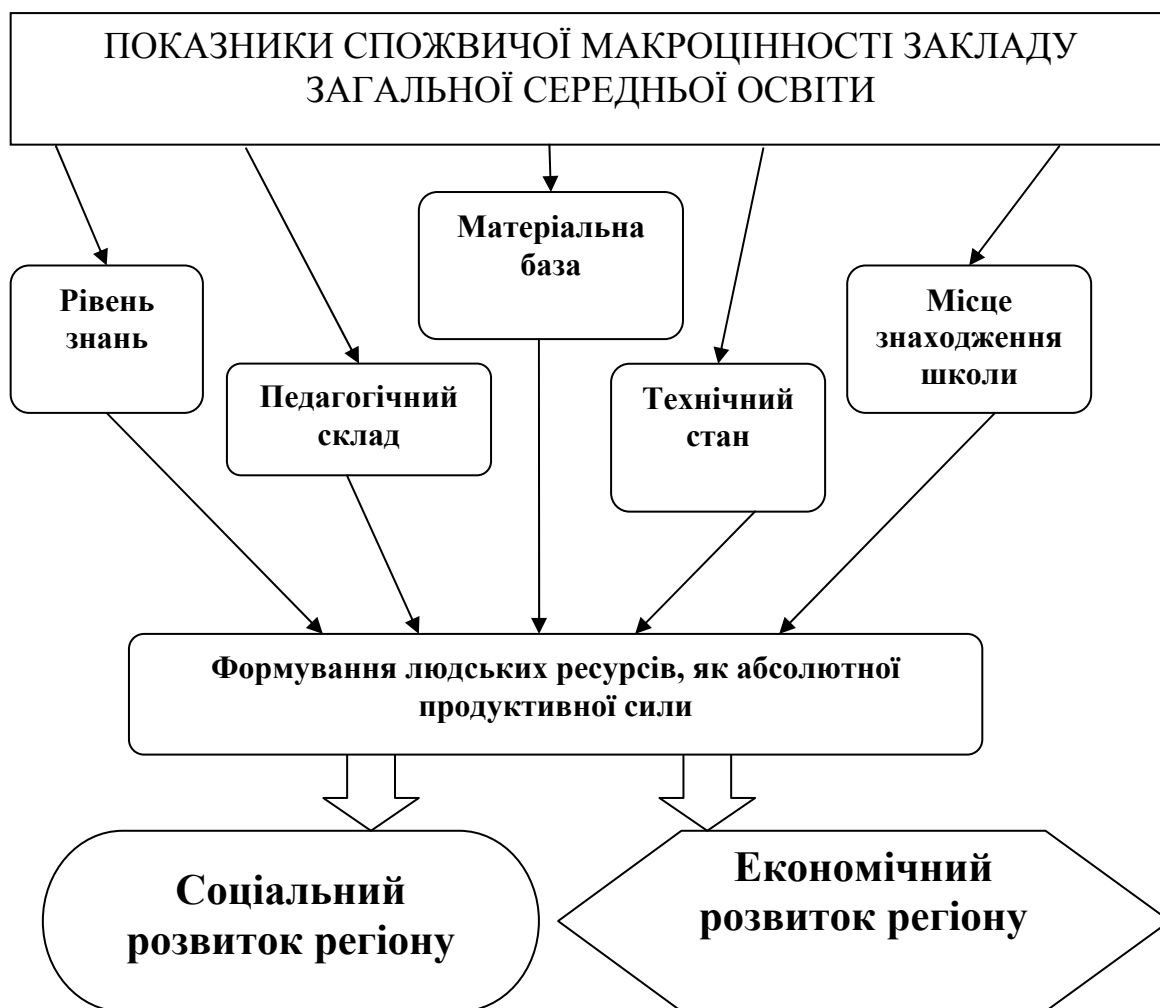 ПОКАЗНИКИ СПОЖВИЧОЇ МАКРОЦІННОСТІ ЗАКЛАДУ
ЗАГАЛЬНОЇ СЕРЕДНЬОЇ ОСВІТИ
Матеріальна
база
Рівень
знань
Місце
знаходження
школи
Педагогічний
склад
Технічний
стан
Формування людських ресурсів, як абсолютної
продуктивної сили
Соціальний
розвиток регіону
Економічний
розвиток регіону